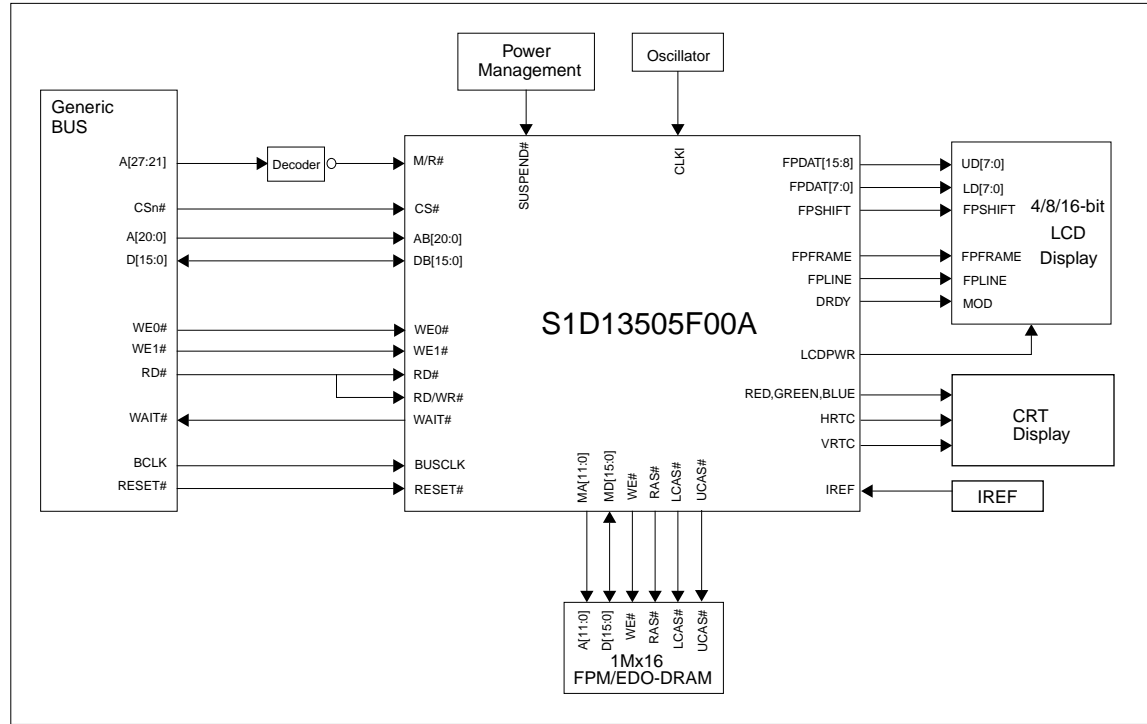 Power
Management
Oscillator
Generic
BUS
A[27:21]
Decoder
M/R#
SUSPEND#
CLKI
FPDAT[15:8]
UD[7:0]
FPDAT[7:0]
LD[7:0]
CSn#
CS#
FPSHIFT
FPSHIFT
4/8/16-bit
LCD
Display
A[20:0]
AB[20:0]
D[15:0]
DB[15:0]
FPFRAME
FPFRAME
FPLINE
FPLINE
DRDY
MOD
S1D13505F00A
WE0#
WE0#
WE1#
WE1#
LCDPWR
RD#
RD#
RD/WR#
RED,GREEN,BLUE
WAIT#
WAIT#
HRTC
CRT
Display
VRTC
BCLK
BUSCLK
RESET#
RESET#
IREF
IREF
MA[11:0]
MD[15:0]
WE#
RAS#
LCAS#
UCAS#
A[11:0]
D[15:0]
WE#
RAS#
LCAS#
UCAS#
1Mx16
FPM/EDO-DRAM